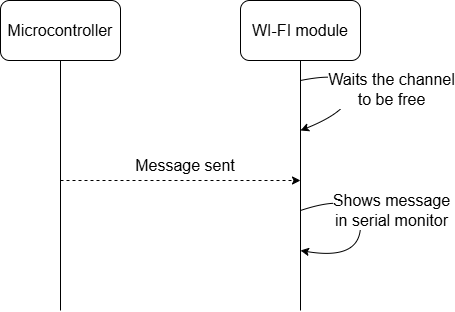 Microcontroller
WI-FI module
Waits the channel
to be free
Message sent
Shows message
in serial monitor